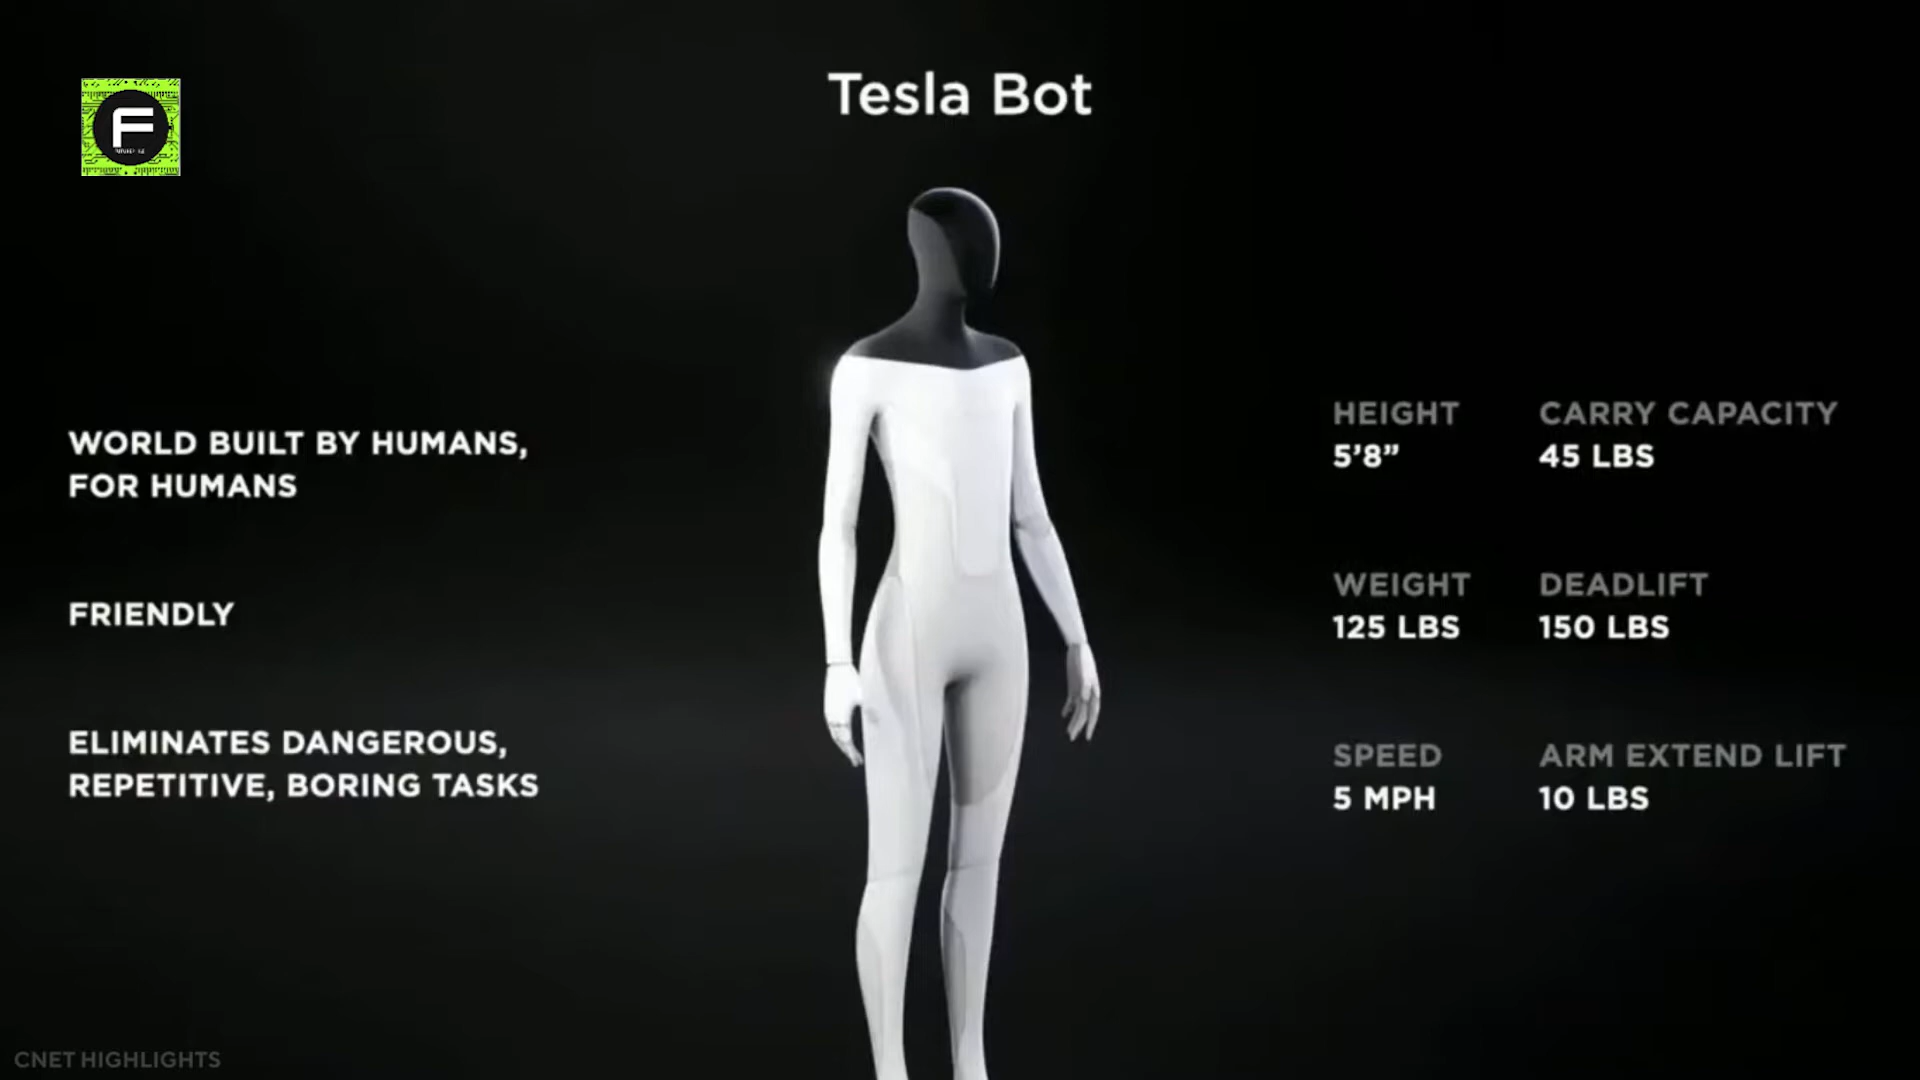 Tesla Bot
F
WORLD BUILT BY HUMANS,
FOR HUMANS
FRIENDLY
ELIMINATES DANGEROUS,
REPETITIVE, BORING TASKS
HEIGHT
5’8”
CARRY CAPACITY
45 LBS
WEIGHT
125 LBS
DEADLIFT
150 LBS
SPEED
5 MPH
ARM EXTEND LIFT
10 LBS
CNET HIGHLIGHTS